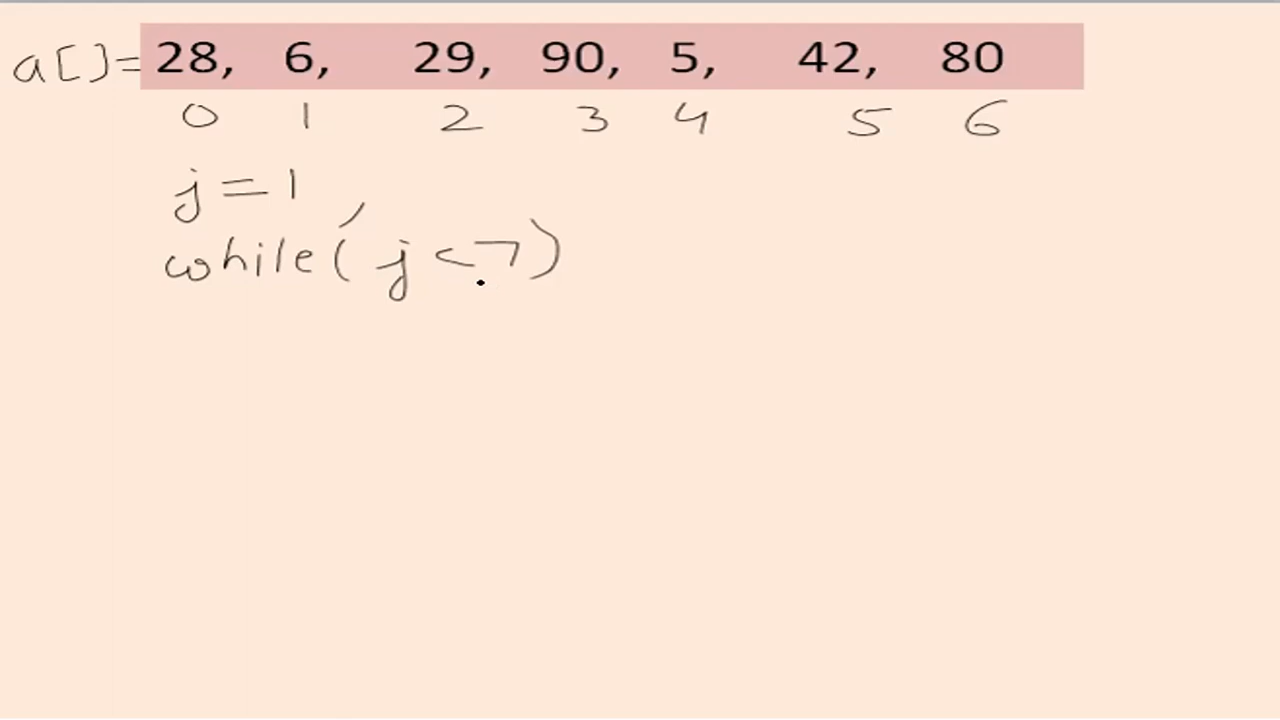 a[]= 28, 6, 29, 90, 5, 42, 80
0 1 2 3 4 5 6
j=1,
while(j<7)